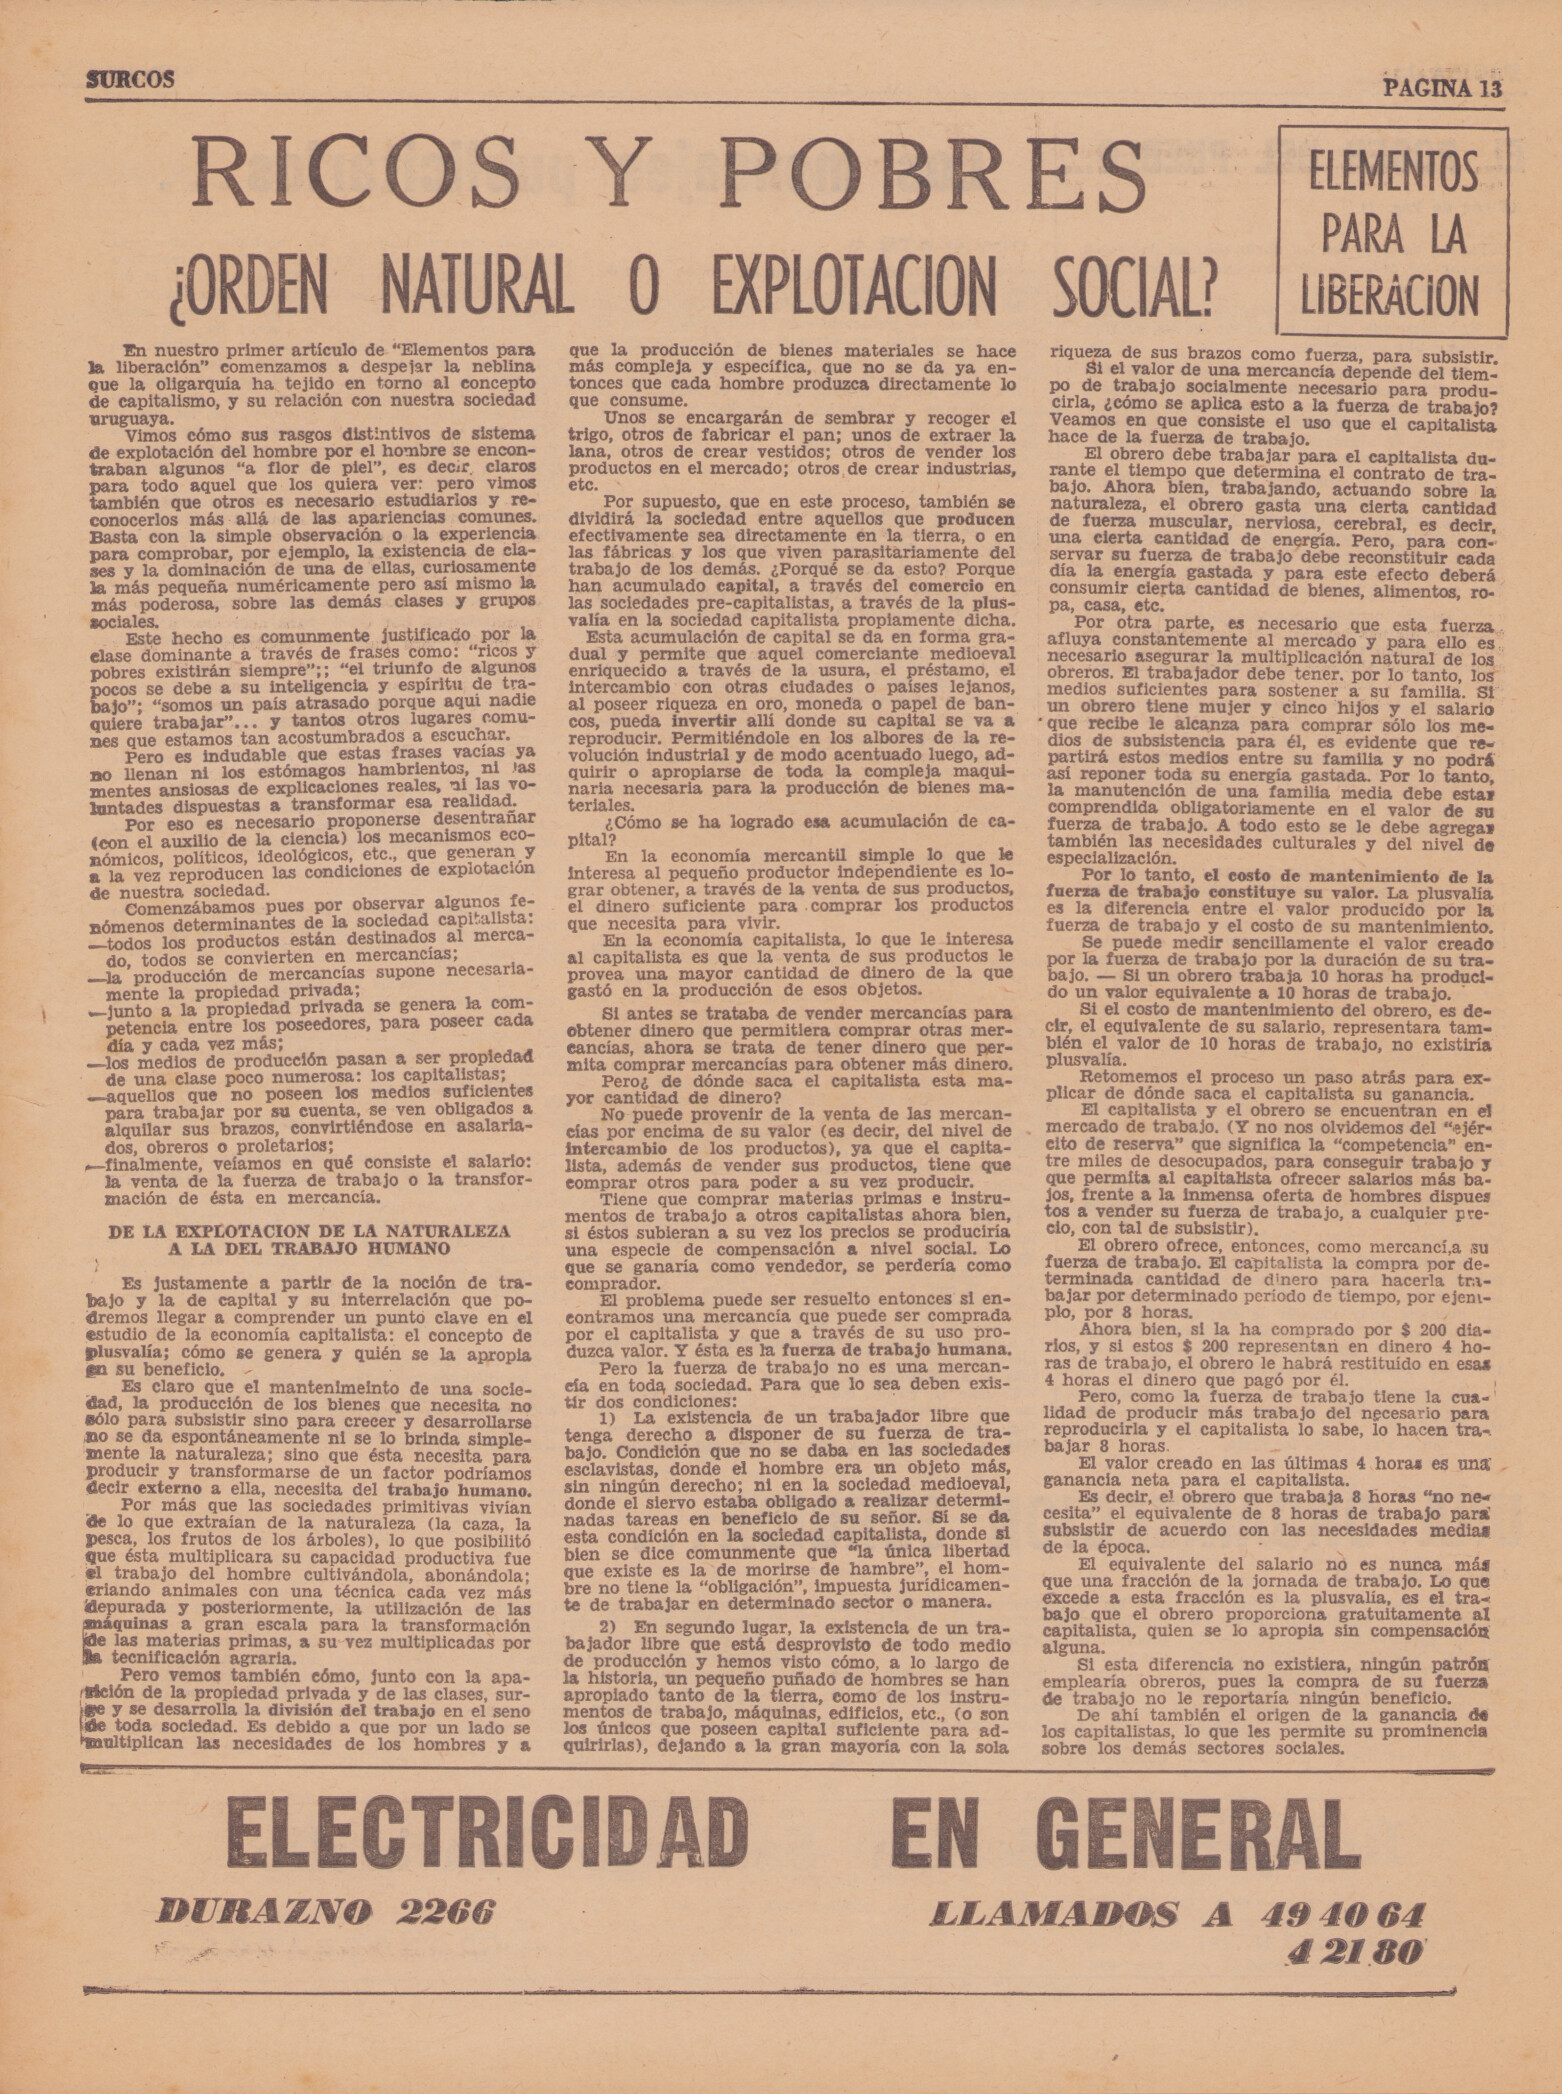 SURCOS
PAGINA 13
RICOS Y POBRES
¿ORDEN NATURAL O EXPLOTACION SOCIAL?
ELEMENTOS
PARA LA
LIBERACION
En nuestro primer artículo de “Elementos para
la liberación” comenzamos a despejar la neblina
que la oligarquía ha tejido en torno al concepto
de capitalismo, y su relación con nuestra sociedad
uruguaya.
Vimos cómo sus rasgos distintivos de sistema
de explotación del hombre por el hombre se encon-
traban algunos “a flor de piel”, es decir, claros
para todo aquel que los quiera ver: pero vimos
también que otros es necesario estudiarlos y re-
conocerlos más allá de las apariencias comunes.
Basta con la simple observación o la experiencia
para comprobar, por ejemplo, la existencia de cla-
ses y la dominación de una de ellas, curiosamente
la más pequeña numéricamente pero así mismo la
más poderosa, sobre las demás clases y grupos
sociales.
Este hecho es comunmente justificado por la
clase dominante a través de frases como: “ricos y
pobres existirán siempre”;; “el triunfo de algunos
pocos se debe a su inteligencia y espíritu de tra-
bajo”; “somos un país atrasado porque aquí nadie
quiere trabajar”... y tantos otros lugares comu-
nes que estamos tan acostumbrados a escuchar.
Pero es indudable que estas frases vacías ya
no llenan ni los estómagos hambrientos, ni las
mentes ansiosas de explicaciones reales, ni las vo-
luntades dispuestas a transformar esa realidad.
Por eso es necesario proponerse desentrañar
(con el auxilio de la ciencia) los mecanismos eco-
nómicos, políticos, ideológicos, etc., que generan y
a la vez reproducen las condiciones de explotación
de nuestra sociedad.
Comenzábamos pues por observar algunos fe-
nómenos determinantes de la sociedad capitalista:
—todos los productos están destinados al merca-
do, todos se convierten en mercancías;
—la producción de mercancías supone necesaria-
mente la propiedad privada;
—junto a la propiedad privada se genera la com-
petencia entre los poseedores, para poseer cada
día y cada vez más;
—los medios de producción pasan a ser propiedad
de una clase poco numerosa: los capitalistas;
—aquellos que no poseen los medios suficientes
para trabajar por su cuenta, se ven obligados a
alquilar sus brazos, convirtiéndose en asalaria-
dos, obreros o proletarios;
—finalmente, veíamos en qué consiste el salario:
la venta de la fuerza de trabajo o la transfor-
mación de ésta en mercancía.
DE LA EXPLOTACION DE LA NATURALEZA
A LA DEL TRABAJO HUMANO
Es justamente a partir de la noción de tra-
bajo y la de capital y su interrelación que po-
dremos llegar a comprender un punto clave en el
estudio de la economía capitalista: el concepto de
plusvalía; cómo se genera y quién se la apropia
en su beneficio.
Es claro que el mantenimeinto de una socie-
dad, la producción de los bienes que necesita no
sólo para subsistir sino para crecer y desarrollarse
no se da espontáneamente ni se lo brinda simple-
mente la naturaleza; sino que ésta necesita para
producir y transformarse de un factor podríamos
decir externo a ella, necesita del trabajo humano.
Por más que las sociedades primitivas vivían
de lo que extraían de la naturaleza (la caza, la
pesca, los frutos de los árboles), lo que posibilitó
que ésta multiplicara su capacidad productiva fue
el trabajo del hombre cultivándola, abonándola;
criando animales con una técnica cada vez más
depurada y posteriormente, la utilización de las
máquinas a gran escala para la transformación
de las materias primas, a su vez multiplicadas por
la tecnificación agraria.
Pero vemos también cómo, junto con la apa-
rición de la propiedad privada y de las clases, sur-
ge y se desarrolla la división del trabajo en el seno
de toda sociedad. Es debido a que por un lado se
multiplican las necesidades de los hombres y a
que la producción de bienes materiales se hace
más compleja y específica, que no se da ya en-
tonces que cada hombre produzca directamente lo
que consume.
Unos se encargarán de sembrar y recoger el
trigo, otros de fabricar el pan; unos de extraer la
lana, otros de crear vestidos; otros de vender los
productos en el mercado; otros de crear industrias,
etc.
Por supuesto, que en este proceso, también se
dividirá la sociedad entre aquellos que producen
efectivamente sea directamente en la tierra, o en
las fábricas y los que viven parasitariamente del
trabajo de los demás. ¿Porqué se da esto? Porque
han acumulado capital, a través del comercio en
las sociedades pre-capitalistas, a través de la plus-
valía en la sociedad capitalista propiamente dicha.
Esta acumulación de capital se da en forma gra-
dual y permite que aquel comerciante medioeval
enriquecido a través de la usura, el préstamo, el
intercambio con otras ciudades o países lejanos,
al poseer riqueza en oro, moneda o papel de ban-
cos, pueda invertir allí donde su capital se va a
reproducir. Permitiéndole en los albores de la re-
volución industrial y de modo acentuado luego, ad-
quirir o apropiarse de toda la compleja maqui-
naria necesaria para la producción de bienes ma-
teriales.
¿Cómo se ha logrado esa acumulación de ca-
pital?
En la economía mercantil simple lo que le
interesa al pequeño productor independiente es lo-
grar obtener, a través de la venta de sus productos,
el dinero suficiente para comprar los productos
que necesita para vivir.
En la economía capitalista, lo que le interesa
al capitalista es que la venta de sus productos le
provea una mayor cantidad de dinero de la que
gastó en la producción de esos objetos.
Si antes se trataba de vender mercancías para
obtener dinero que permitiera comprar otras mer-
cancías, ahora se trata de tener dinero que per-
mita comprar mercancías para obtener más dinero.
Pero¿ de dónde saca el capitalista esta ma-
yor cantidad de dinero?
No puede provenir de la venta de las mercan-
cías por encima de su valor (es decir, del nivel de
intercambio de los productos), ya que el capita-
lista, además de vender sus productos, tiene que
comprar otros para poder a su vez producir.
Tiene que comprar materias primas e instru-
mentos de trabajo a otros capitalistas ahora bien,
si éstos subieran a su vez los precios se produciría
una especie de compensación a nivel social. Lo
que se ganaría como vendedor, se perdería como
comprador.
El problema puede ser resuelto entonces si en-
contramos una mercancía que puede ser comprada
por el capitalista y que a través de su uso pro-
duzca valor. Y ésta es la fuerza de trabajo humana.
Pero la fuerza de trabajo no es una mercan-
cía en toda sociedad. Para que lo sea deben exis-
tir dos condiciones:
1) La existencia de un trabajador libre que
tenga derecho a disponer de su fuerza de tra-
bajo. Condición que no se daba en las sociedades
esclavistas, donde el hombre era un objeto más,
sin ningún derecho; ni en la sociedad medioeval,
donde el siervo estaba obligado a realizar determi-
nadas tareas en beneficio de su señor. Sí se da
esta condición en la sociedad capitalista, donde si
bien se dice comunmente que “la única libertad
que existe es la de morirse de hambre”, el hom-
bre no tiene la “obligación”, impuesta jurídicamen-
te de trabajar en determinado sector o manera.
2) En segundo lugar, la existencia de un tra-
bajador libre que está desprovisto de todo medio
de producción y hemos visto cómo, a lo largo de
la historia, un pequeño puñado de hombres se han
apropiado tanto de la tierra, como de los instru-
mentos de trabajo, máquinas, edificios, etc., (o son
los únicos que poseen capital suficiente para ad-
quirirlas), dejando a la gran mayoría con la sola
riqueza de sus brazos como fuerza, para subsistir.
Si el valor de una mercancía depende del tiem-
po de trabajo socialmente necesario para produ-
cirla, ¿cómo se aplica esto a la fuerza de trabajo?
Veamos en que consiste el uso que el capitalista
hace de la fuerza de trabajo.
El obrero debe trabajar para el capitalista du-
rante el tiempo que determina el contrato de tra-
bajo. Ahora bien, trabajando, actuando sobre la
naturaleza, el obrero gasta una cierta cantidad
de fuerza muscular, nerviosa, cerebral, es decir,
una cierta cantidad de energía. Pero, para con-
servar su fuerza de trabajo debe reconstituir cada
día la energía gastada y para este efecto deberá
consumir cierta cantidad de bienes, alimentos, ro-
pa, casa, etc.
Por otra parte, es necesario que esta fuerza
afluya constantemente al mercado y para ello es
necesario asegurar la multiplicación natural de los
obreros. El trabajador debe tener. por lo tanto, los
medios suficientes para sostener a su familia. Si
un obrero tiene mujer y cinco hijos y el salario
que recibe le alcanza para comprar sólo los me-
dios de subsistencia para él, es evidente que re-
partirá estos medios entre su familia y no podrá
así reponer toda su energía gastada. Por lo tanto,
la manutención de una familia media debe estar
comprendida obligatoriamente en el valor de su
fuerza de trabajo. A todo esto se le debe agregar
también las necesidades culturales y del nivel de
especialización.
Por lo tanto, el costo de mantenimiento de la
fuerza de trabajo constituye su valor. La plusvalía
es la diferencia entre el valor producido por la
fuerza de trabajo y el costo de su mantenimiento.
Se puede medir sencillamente el valor creado
por la fuerza de trabajo por la duración de su tra-
bajo. — Si un obrero trabaja 10 horas ha produci-
do un valor equivalente a 10 horas de trabajo.
Si el costo de mantenimiento del obrero, es de-
cir, el equivalente de su salario, representara tam-
bién el valor de 10 horas de trabajo, no existiría
plusvalía.
Retomemos el proceso un paso atrás para ex-
plicar de dónde saca el capitalista su ganancia.
El capitalista y el obrero se encuentran en el
mercado de trabajo. (Y no nos olvidemos del “ejér-
cito de reserva” que significa la “competencia” en-
tre miles de desocupados, para conseguir trabajo y
que permita al capitalista ofrecer salarios más ba-
jos, frente a la inmensa oferta de hombres dispues
tos a vender su fuerza de trabajo, a cualquier pre-
cio, con tal de subsistir).
El obrero ofrece, entonces, como mercancí,a su
fuerza de trabajo. El capitalista la compra por de-
terminada cantidad de dinero para hacerla tra-
bajar por determinado período de tiempo, por ejem-
plo, por 8 horas.
Ahora bien, si la ha comprado por $ 200 dia-
rios, y si estos $ 200 representan en dinero 4 ho-
ras de trabajo, el obrero le habrá restituído en esas
4 horas el dinero que pagó por él.
Pero, como la fuerza de trabajo tiene la cua-
lidad de producir más trabajo del necesario para
reproducirla y el capitalista lo sabe, lo hacen tra-
bajar 8 horas.
El valor creado en las últimas 4 horas es una
ganancia neta para el capitalista.
Es decir, el obrero que trabaja 8 horas “no ne-
cesita” el equivalente de 8 horas de trabajo para
subsistir de acuerdo con las necesidades medias
de la época.
El equivalente del salario no es nunca más
que una fracción de la jornada de trabajo. Lo que
excede a esta fracción es la plusvalía, es el tra-
bajo que el obrero proporciona gratuitamente al
capitalista, quien se lo apropia sin compensación
alguna.
Si esta diferencia no existiera, ningún patrón
emplearía obreros, pues la compra de su fuerza
de trabajo no le reportaría ningún beneficio.
De ahí también el origen de la ganancia de
los capitalistas, lo que les permite su prominencia
sobre los demás sectores sociales.
ELECTRICIDAD EN GENERAL
DURAZNO 2266
LLAMADOS A 49 40 64
4 21 80